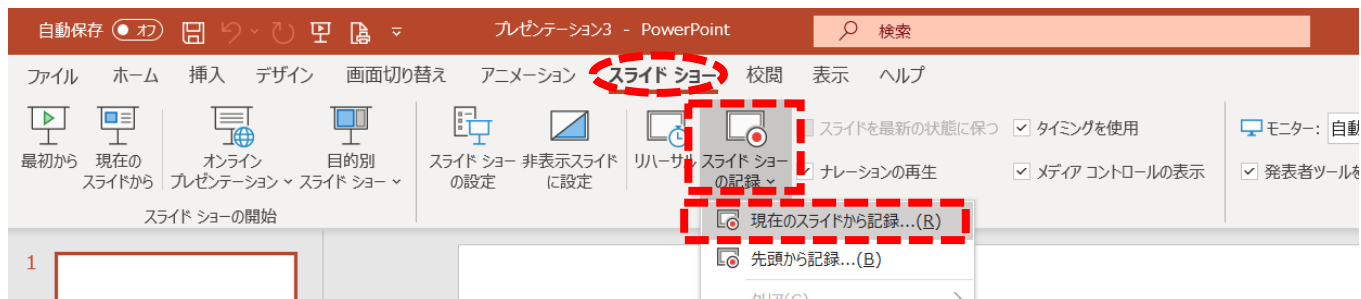 自動保存 オフ プレゼンテーション3 - PowerPoint 検索
ファイル ホーム 挿入 デザイン 画面切り替え アニメーション スライド ショー 校閲 表示 ヘルプ
最初から 現在の スライドから オンライン プレゼンテーション 目的別 スライド ショー スライド ショー の設定 非表示スライド に設定 リハーサル スライド ショー の記録
スライドを最新の状態に保つ タイミングを使用 モニター: 自動
ナレーションの再生 メディア コントロールの表示 発表者ツールを
スライド ショーの開始
現在のスライドから記録...(R)
先頭から記録...(B)
クリア(C)
1